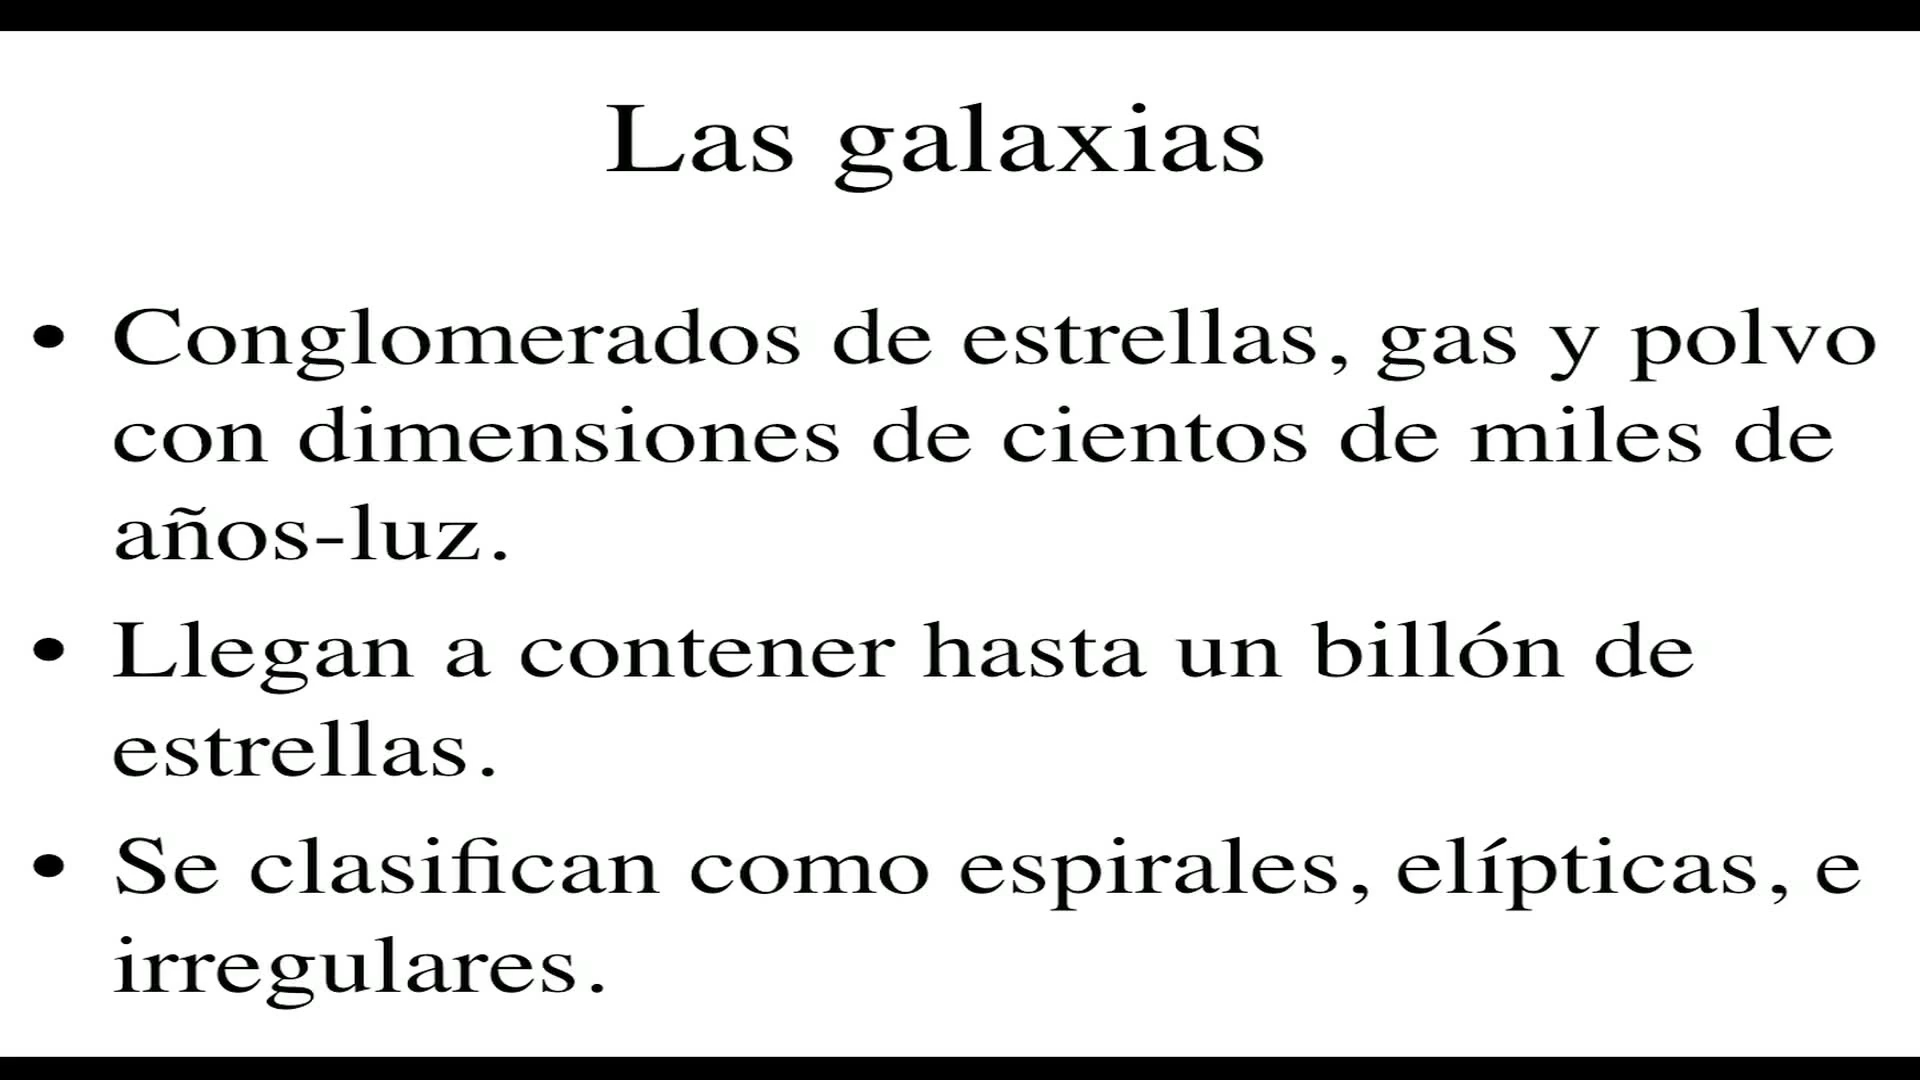 Las galaxias
• Conglomerados de estrellas, gas y polvo
con dimensiones de cientos de miles de
años-luz.
• Llegan a contener hasta un billón de
estrellas.
• Se clasifican como espirales, elípticas, e
irregulares.